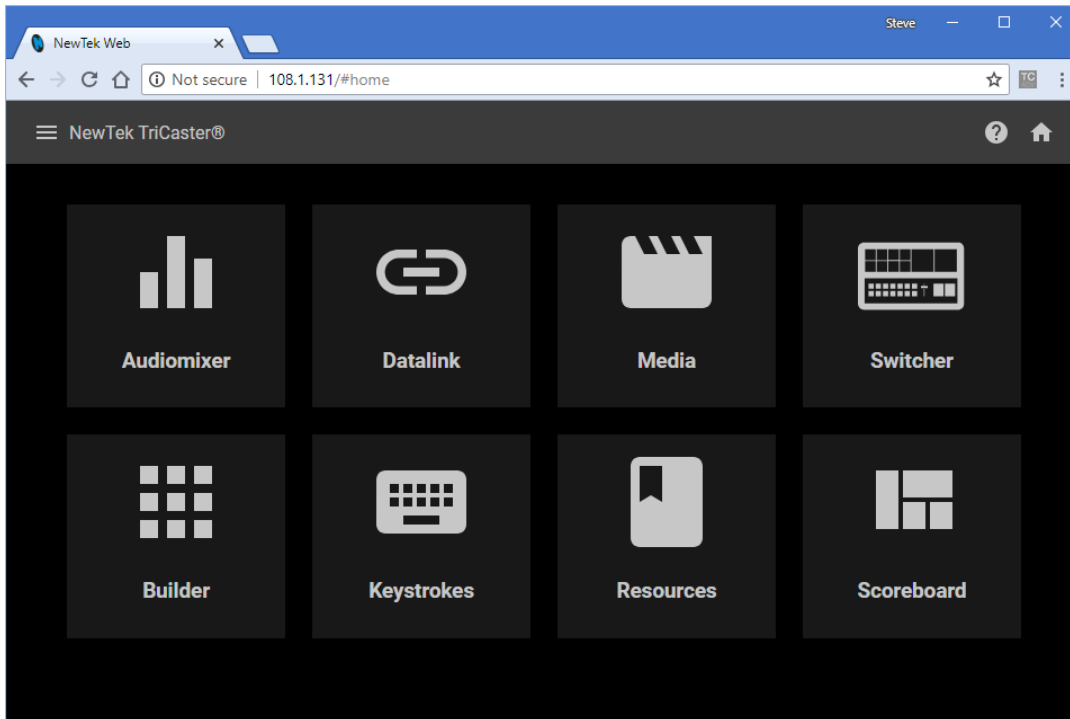 Steve
NewTek Web
Not secure | 108.1.131/#home
TC
NewTek TriCaster®
Audiomixer
Datalink
Media
Switcher
Builder
Keystrokes
Resources
Scoreboard